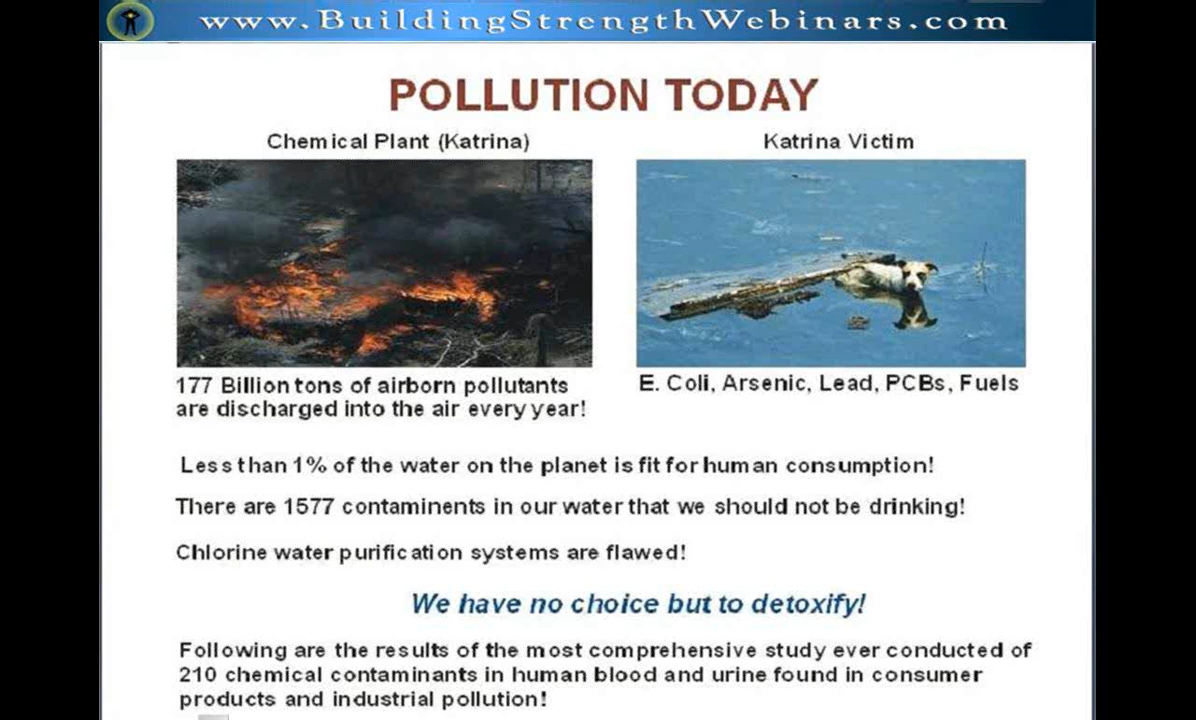 www.BuildingStrengthWebinars.com
POLLUTION TODAY
Chemical Plant (Katrina)
Katrina Victim
177 Billion tons of airborn pollutants
are discharged into the air every year!
E. Coli, Arsenic, Lead, PCBs, Fuels
Less than 1% of the water on the planet is fit for human consumption!
There are 1577 contaminents in our water that we should not be drinking!
Chlorine water purification systems are flawed!
We have no choice but to detoxify!
Following are the results of the most comprehensive study ever conducted of
210 chemical contaminants in human blood and urine found in consumer
products and industrial pollution!